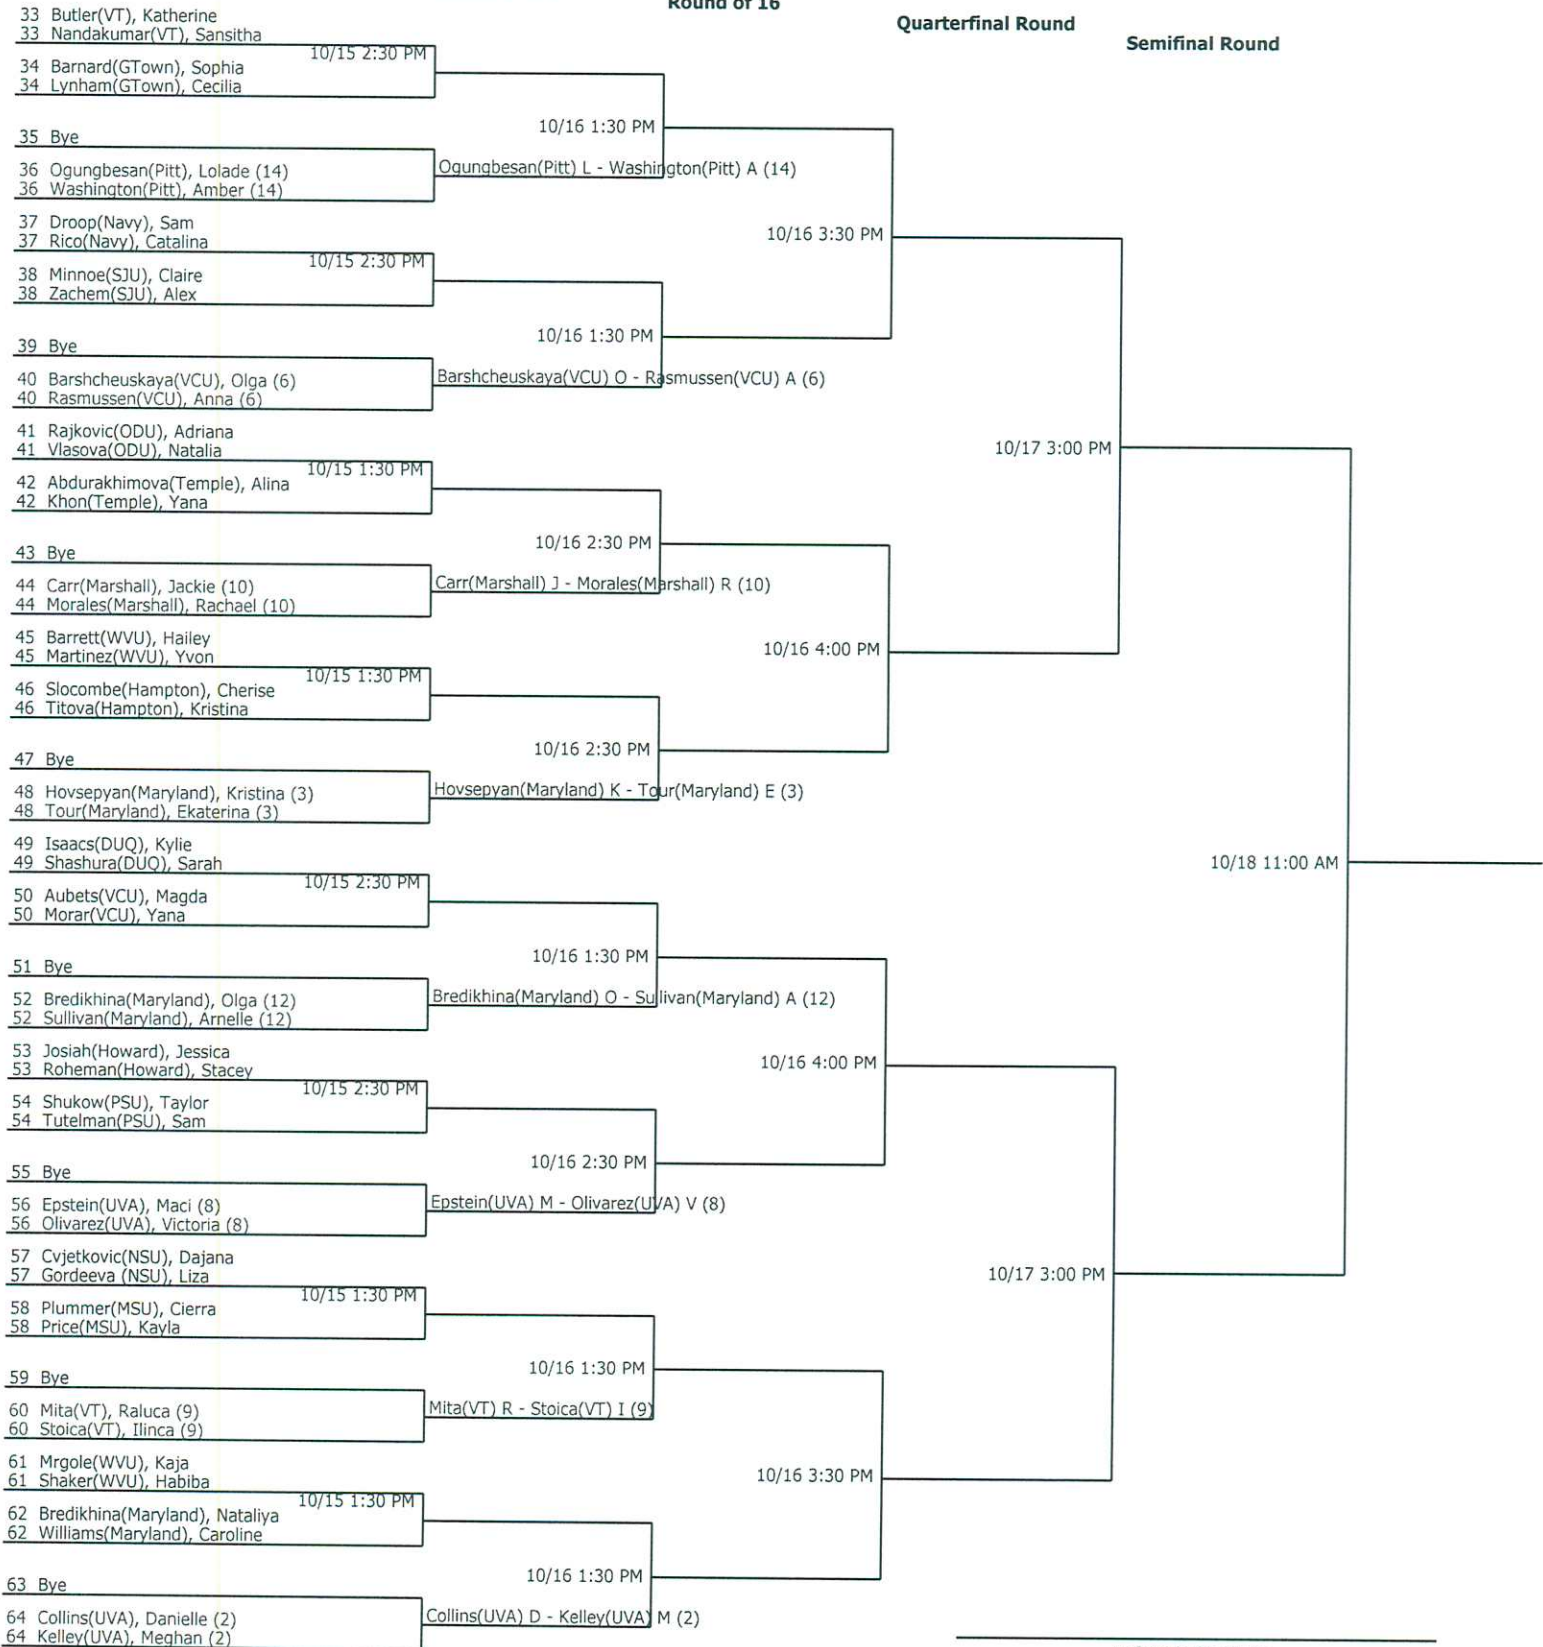 Round of 16
Quarterfinal Round
Semifinal Round
33 Butler(VT), Katherine
33 Nandakumar(VT), Sansitha
10/15 2:30 PM
34 Barnard(GTown), Sophia
34 Lynham(GTown), Cecilia
10/16 1:30 PM
35 Bye
36 Ogungbesan(Pitt), Lolade (14)
36 Washington(Pitt), Amber (14)
Ogungbesan(Pitt) L - Washington(Pitt) A (14)
37 Droop(Navy), Sam
37 Rico(Navy), Catalina
10/16 3:30 PM
10/15 2:30 PM
38 Minnoe(SJU), Claire
38 Zachem(SJU), Alex
10/16 1:30 PM
39 Bye
40 Barshcheuskaya(VCU), Olga (6)
40 Rasmussen(VCU), Anna (6)
Barshcheuskaya(VCU) O - Rasmussen(VCU) A (6)
41 Rajkovic(ODU), Adriana
41 Vlasova(ODU), Natalia
10/17 3:00 PM
10/15 1:30 PM
42 Abdurakhimova(Temple), Alina
42 Khon(Temple), Yana
10/16 2:30 PM
43 Bye
44 Carr(Marshall), Jackie (10)
44 Morales(Marshall), Rachael (10)
Carr(Marshall) J - Morales(Marshall) R (10)
45 Barrett(WVU), Hailey
45 Martinez(WVU), Yvon
10/16 4:00 PM
10/15 1:30 PM
46 Slocombe(Hampton), Cherise
46 Titova(Hampton), Kristina
10/16 2:30 PM
47 Bye
48 Hovsepyan(Maryland), Kristina (3)
48 Tour(Maryland), Ekaterina (3)
Hovsepyan(Maryland) K - Tour(Maryland) E (3)
49 Isaacs(DUQ), Kylie
49 Shashura(DUQ), Sarah
10/18 11:00 AM
10/15 2:30 PM
50 Aubets(VCU), Magda
50 Morar(VCU), Yana
10/16 1:30 PM
51 Bye
52 Bredikhina(Maryland), Olga (12)
52 Sullivan(Maryland), Arnelle (12)
Bredikhina(Maryland) O - Sullivan(Maryland) A (12)
53 Josiah(Howard), Jessica
53 Roheman(Howard), Stacey
10/16 4:00 PM
10/15 2:30 PM
54 Shukow(PSU), Taylor
54 Tutelman(PSU), Sam
10/16 2:30 PM
55 Bye
56 Epstein(UVA), Maci (8)
56 Olivarez(UVA), Victoria (8)
Epstein(UVA) M - Olivarez(UVA) V (8)
57 Cvjetkovic(NSU), Dajana
57 Gordeeva (NSU), Liza
10/17 3:00 PM
10/15 1:30 PM
58 Plummer(MSU), Cierra
58 Price(MSU), Kayla
10/16 1:30 PM
59 Bye
60 Mita(VT), Raluca (9)
60 Stoica(VT), Ilinca (9)
Mita(VT) R - Stoica(VT) I (9)
61 Mrgole(WVU), Kaja
61 Shaker(WVU), Habiba
10/16 3:30 PM
10/15 1:30 PM
62 Bredikhina(Maryland), Nataliya
62 Williams(Maryland), Caroline
10/16 1:30 PM
63 Bye
64 Collins(UVA), Danielle (2)
64 Kelley(UVA), Meghan (2)
Collins(UVA) D - Kelley(UVA) M (2)